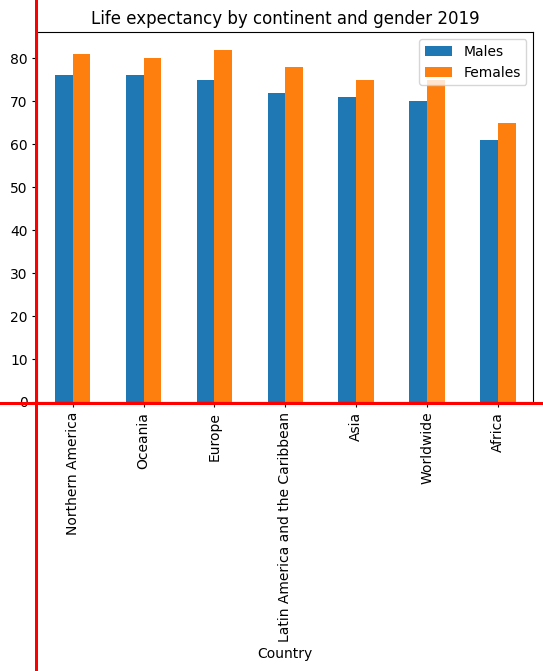 Life expectancy by continent and gender 2019
Males
Females
80
70
60
50
40
30
20
10
0
Northern America
Oceania
Europe
Latin America and the Caribbean
Asia
Worldwide
Africa
Country